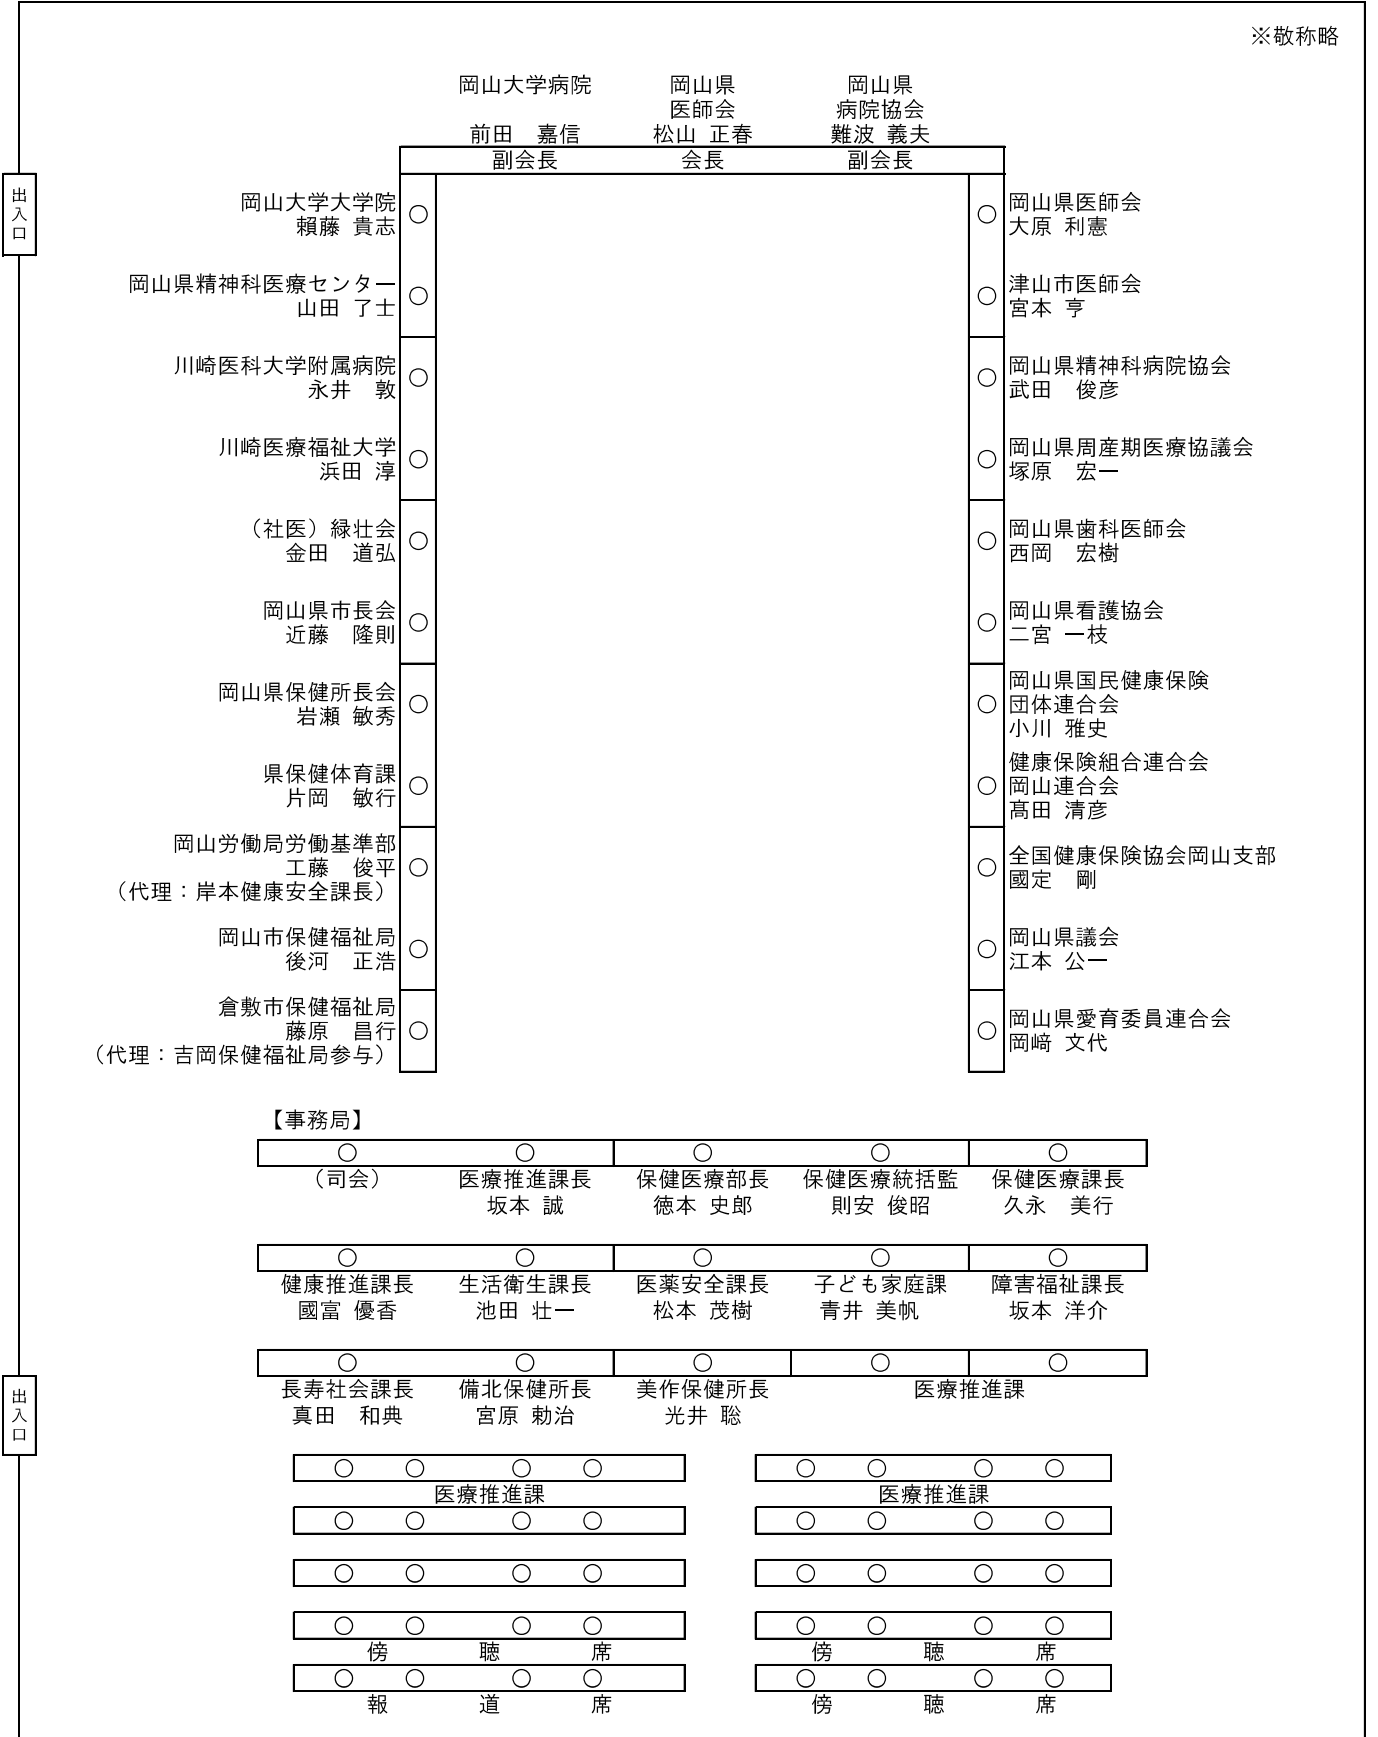 ※敬称略
岡山大学病院
前田　嘉信
副会長
岡山県
医師会
松山 正春
会長
岡山県
病院協会
難波 義夫
副会長
出入口
岡山大学大学院
賴藤 貴志
岡山県精神科医療センター
山田 了士
川崎医科大学附属病院
永井　敦
川崎医療福祉大学
浜田 淳
（社医）緑壮会
金田　道弘
岡山県市長会
近藤　隆則
岡山県保健所長会
岩瀬 敏秀
県保健体育課
片岡　敏行
岡山労働局労働基準部
工藤　俊平
（代理：岸本健康安全課長）
岡山市保健福祉局
後河　正浩
倉敷市保健福祉局
藤原　昌行
（代理：吉岡保健福祉局参与）
岡山県医師会
大原 利憲
津山市医師会
宮本 亨
岡山県精神科病院協会
武田　俊彦
岡山県周産期医療協議会
塚原　宏一
岡山県歯科医師会
西岡　宏樹
岡山県看護協会
二宮 一枝
岡山県国民健康保険
団体連合会
小川 雅史
健康保険組合連合会
岡山連合会
髙田 清彦
全国健康保険協会岡山支部
國定　剛
岡山県議会
江本 公一
岡山県愛育委員連合会
岡﨑 文代
【事務局】
（司会）
医療推進課長
坂本 誠
保健医療部長
徳本 史郎
保健医療統括監
則安 俊昭
保健医療課長
久永　美行
健康推進課長
國富 優香
生活衛生課長
池田 壮一
医薬安全課長
松本 茂樹
子ども家庭課
青井 美帆
障害福祉課長
坂本 洋介
出入口
長寿社会課長
真田　和典
備北保健所長
宮原 勅治
美作保健所長
光井 聡
医療推進課
医療推進課
医療推進課
傍　聴　席
傍　聴　席
報　道　席
傍　聴　席